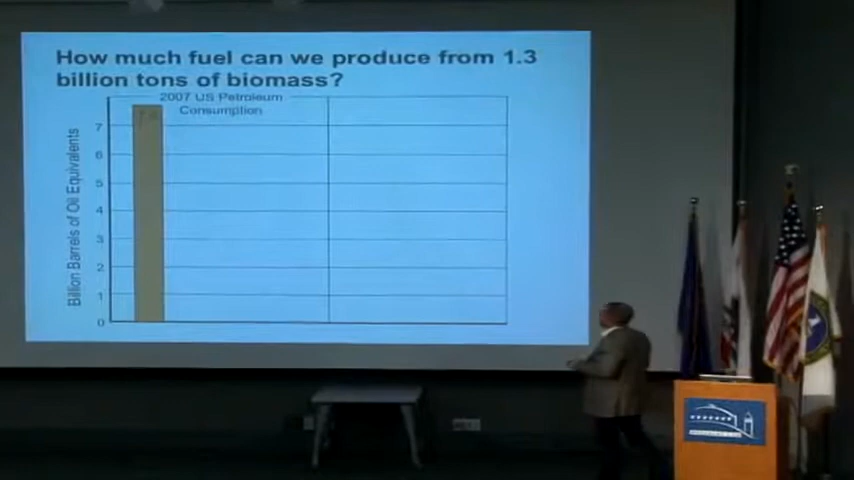 How much fuel can we produce from 1.3
billion tons of biomass?
2007 US Petroleum
Consumption
Billion Barrels of Oil Equivalents
7
6
5
4
3
2
1
0